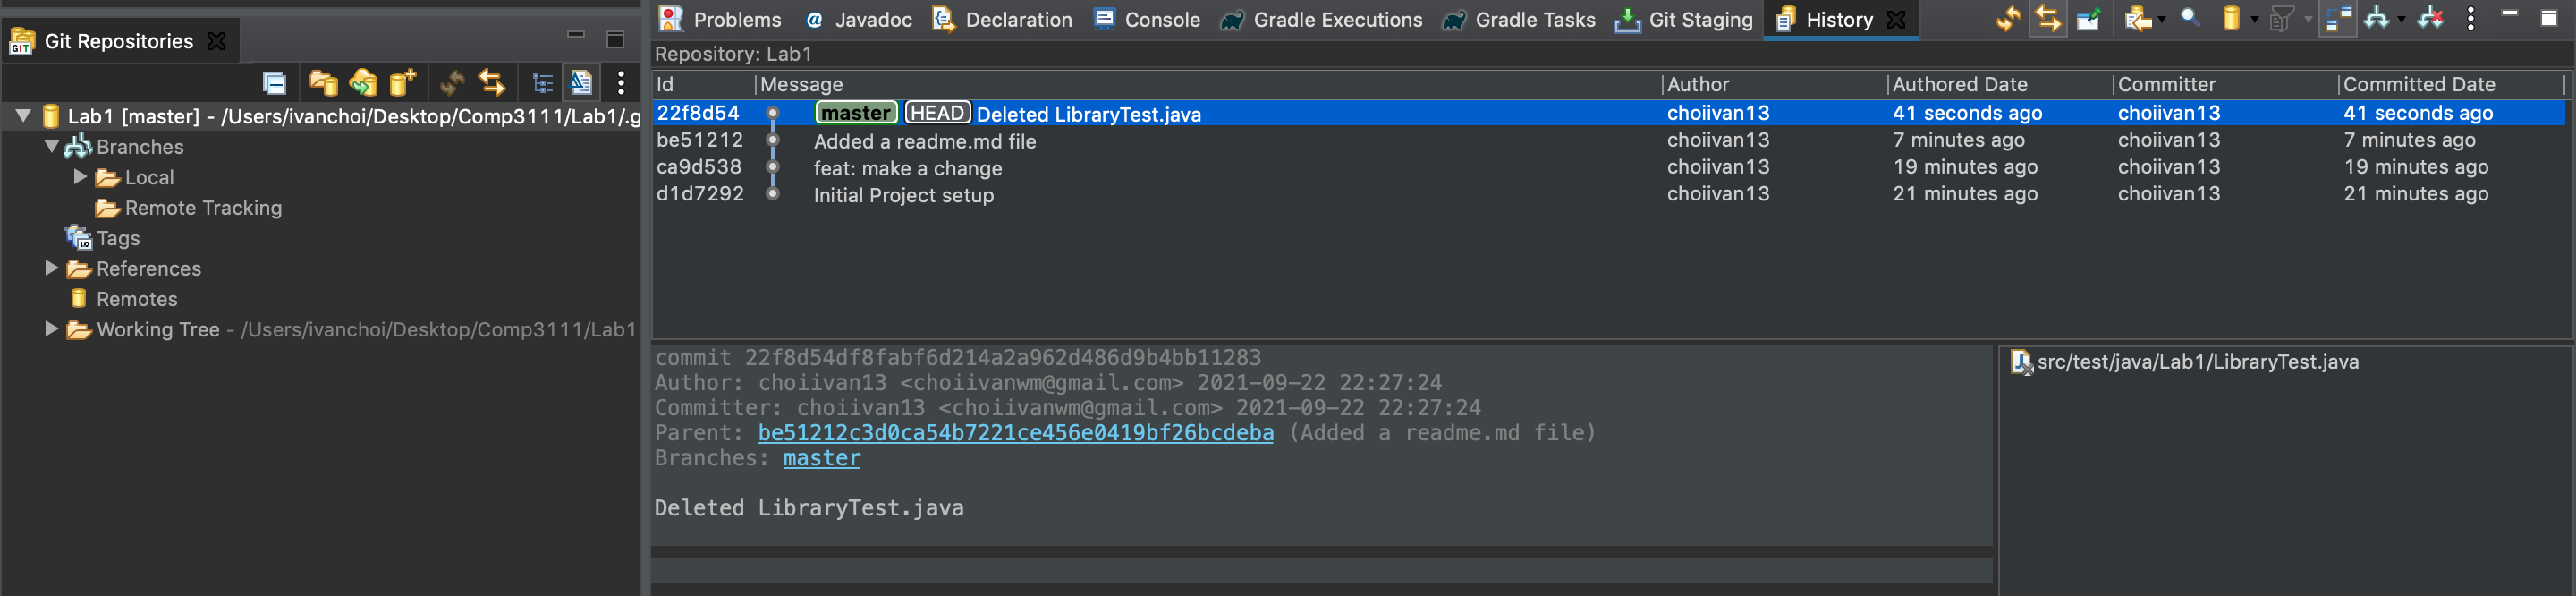 Git Repositories
Lab1 [master] - /Users/ivanchoi/Desktop/Comp3111/Lab1/.g
Branches
Local
Remote Tracking
Tags
References
Remotes
Working Tree - /Users/ivanchoi/Desktop/Comp3111/Lab1
Problems @ Javadoc Declaration Console Gradle Executions Gradle Tasks Git Staging History
Repository: Lab1
Id Message Author Authored Date Committer Committed Date
22f8d54 master HEAD Deleted LibraryTest.java choiivan13 41 seconds ago choiivan13 41 seconds ago
be51212 Added a readme.md file choiivan13 7 minutes ago choiivan13 7 minutes ago
ca9d538 feat: make a change choiivan13 19 minutes ago choiivan13 19 minutes ago
d1d7292 Initial Project setup choiivan13 21 minutes ago choiivan13 21 minutes ago
commit 22f8d54df8fabf6d214a2a962d486d9b4bb11283
Author: choiivan13 <choiivanwm@gmail.com> 2021-09-22 22:27:24
Committer: choiivan13 <choiivanwm@gmail.com> 2021-09-22 22:27:24
Parent: be51212c3d0ca54b7221ce456e0419bf26bcdeba (Added a readme.md file)
Branches: master
Deleted LibraryTest.java
src/test/java/Lab1/LibraryTest.java